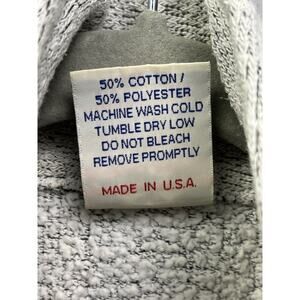 50% COTTON /
50% POLYESTER
MACHINE WASH COLD
TUMBLE DRY LOW
DO NOT BLEACH
REMOVE PROMPTLY
MADE IN U.S.A.